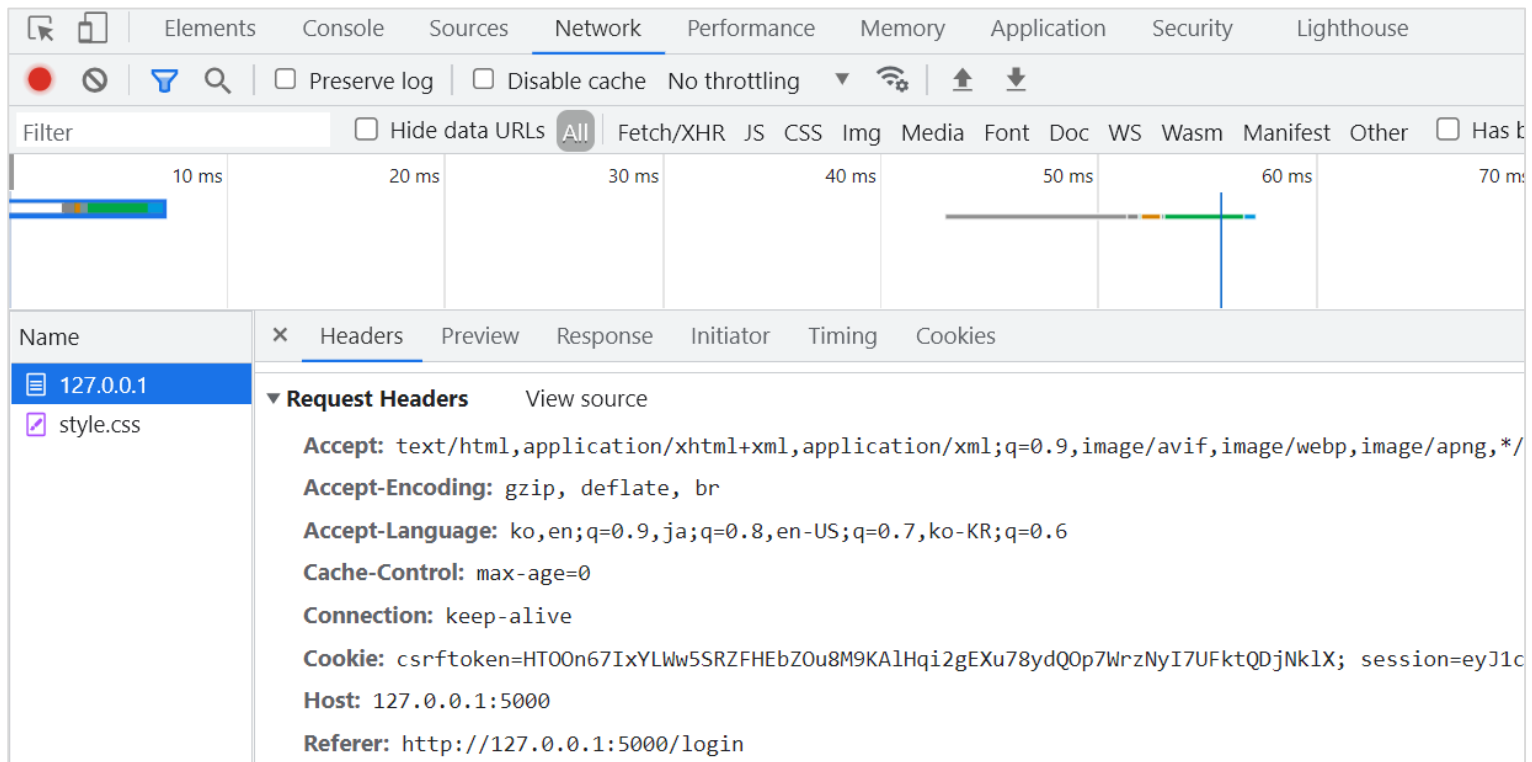 Elements Console Sources Network Performance Memory Application Security Lighthouse
Preserve log Disable cache No throttling
Filter Hide data URLs All Fetch/XHR JS CSS Img Media Font Doc WS Wasm Manifest Other Has b
10 ms 20 ms 30 ms 40 ms 50 ms 60 ms 70 ms
Name
127.0.0.1
style.css
Headers Preview Response Initiator Timing Cookies
Request Headers View source
Accept: text/html,application/xhtml+xml,application/xml;q=0.9,image/avif,image/webp,image/apng,*/
Accept-Encoding: gzip, deflate, br
Accept-Language: ko,en;q=0.9,ja;q=0.8,en-US;q=0.7,ko-KR;q=0.6
Cache-Control: max-age=0
Connection: keep-alive
Cookie: csrftoken=HTOOn67IxYLWw5SRZFHEbZOu8M9KAlHqi2gEXu78ydQOp7WrzNyI7UFktQDjNklX; session=eyJ1c
Host: 127.0.0.1:5000
Referer: http://127.0.0.1:5000/login